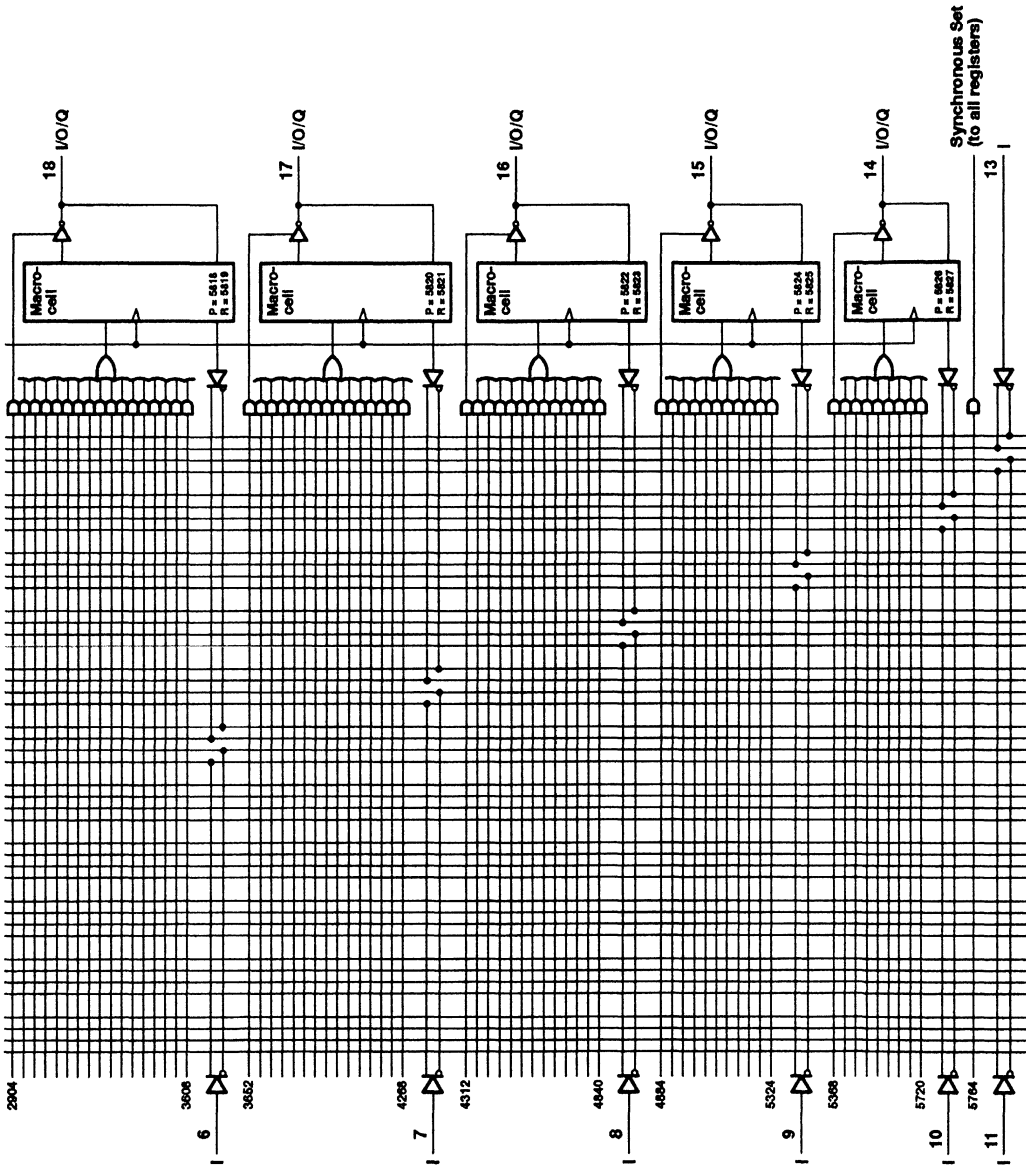 2904
Macro-
cell
18 I/O/Q
3608
6
I
P = 5818
R = 5819
3652
Macro-
cell
17 I/O/Q
4268
7
I
P = 5820
R = 5821
4312
Macro-
cell
16 I/O/Q
4840
8
I
P = 5822
R = 5823
4884
Macro-
cell
15 I/O/Q
5324
9
I
P = 5824
R = 5825
5368
Macro-
cell
14 I/O/Q
5720
10
I
P = 5826
R = 5827
5764
Synchronous Set
(to all registers)
11
I
13 I